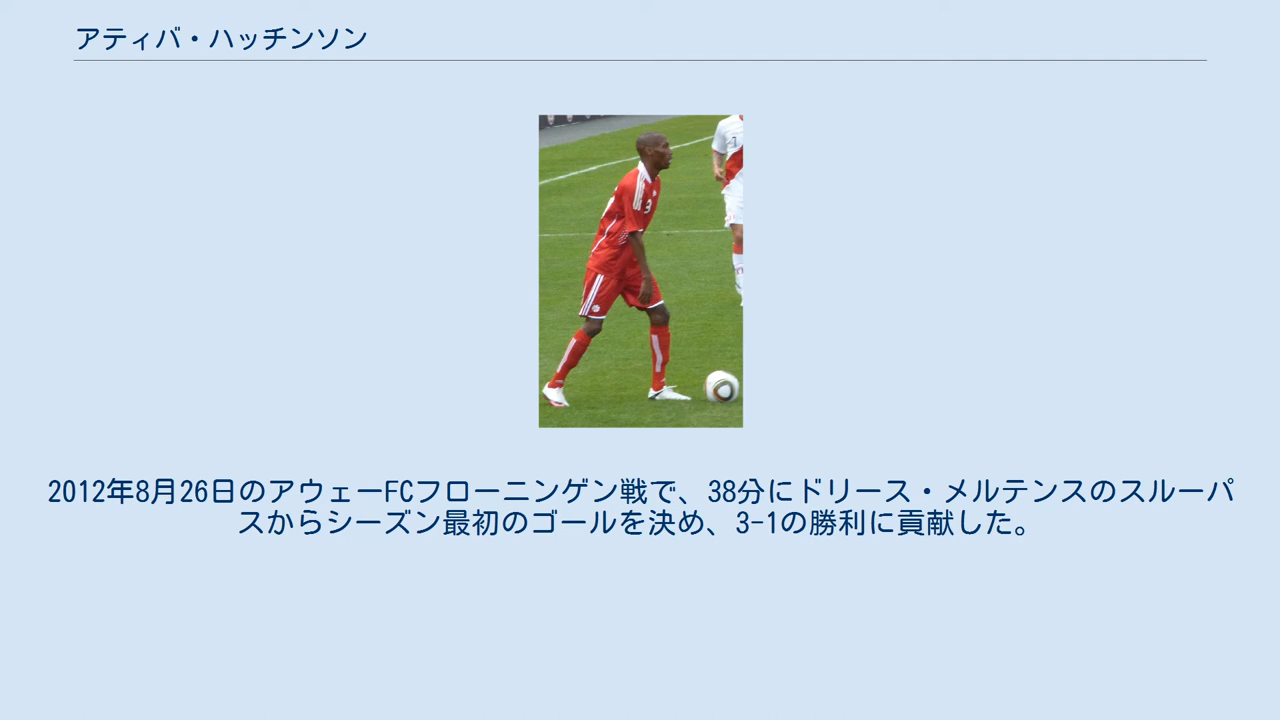 アティバ・ハッチンソン
3
2012年8月26日のアウェーFCフローニンゲン戦で、38分にドリース・メルテンスのスルーパ
スからシーズン最初のゴールを決め、3-1の勝利に貢献した。